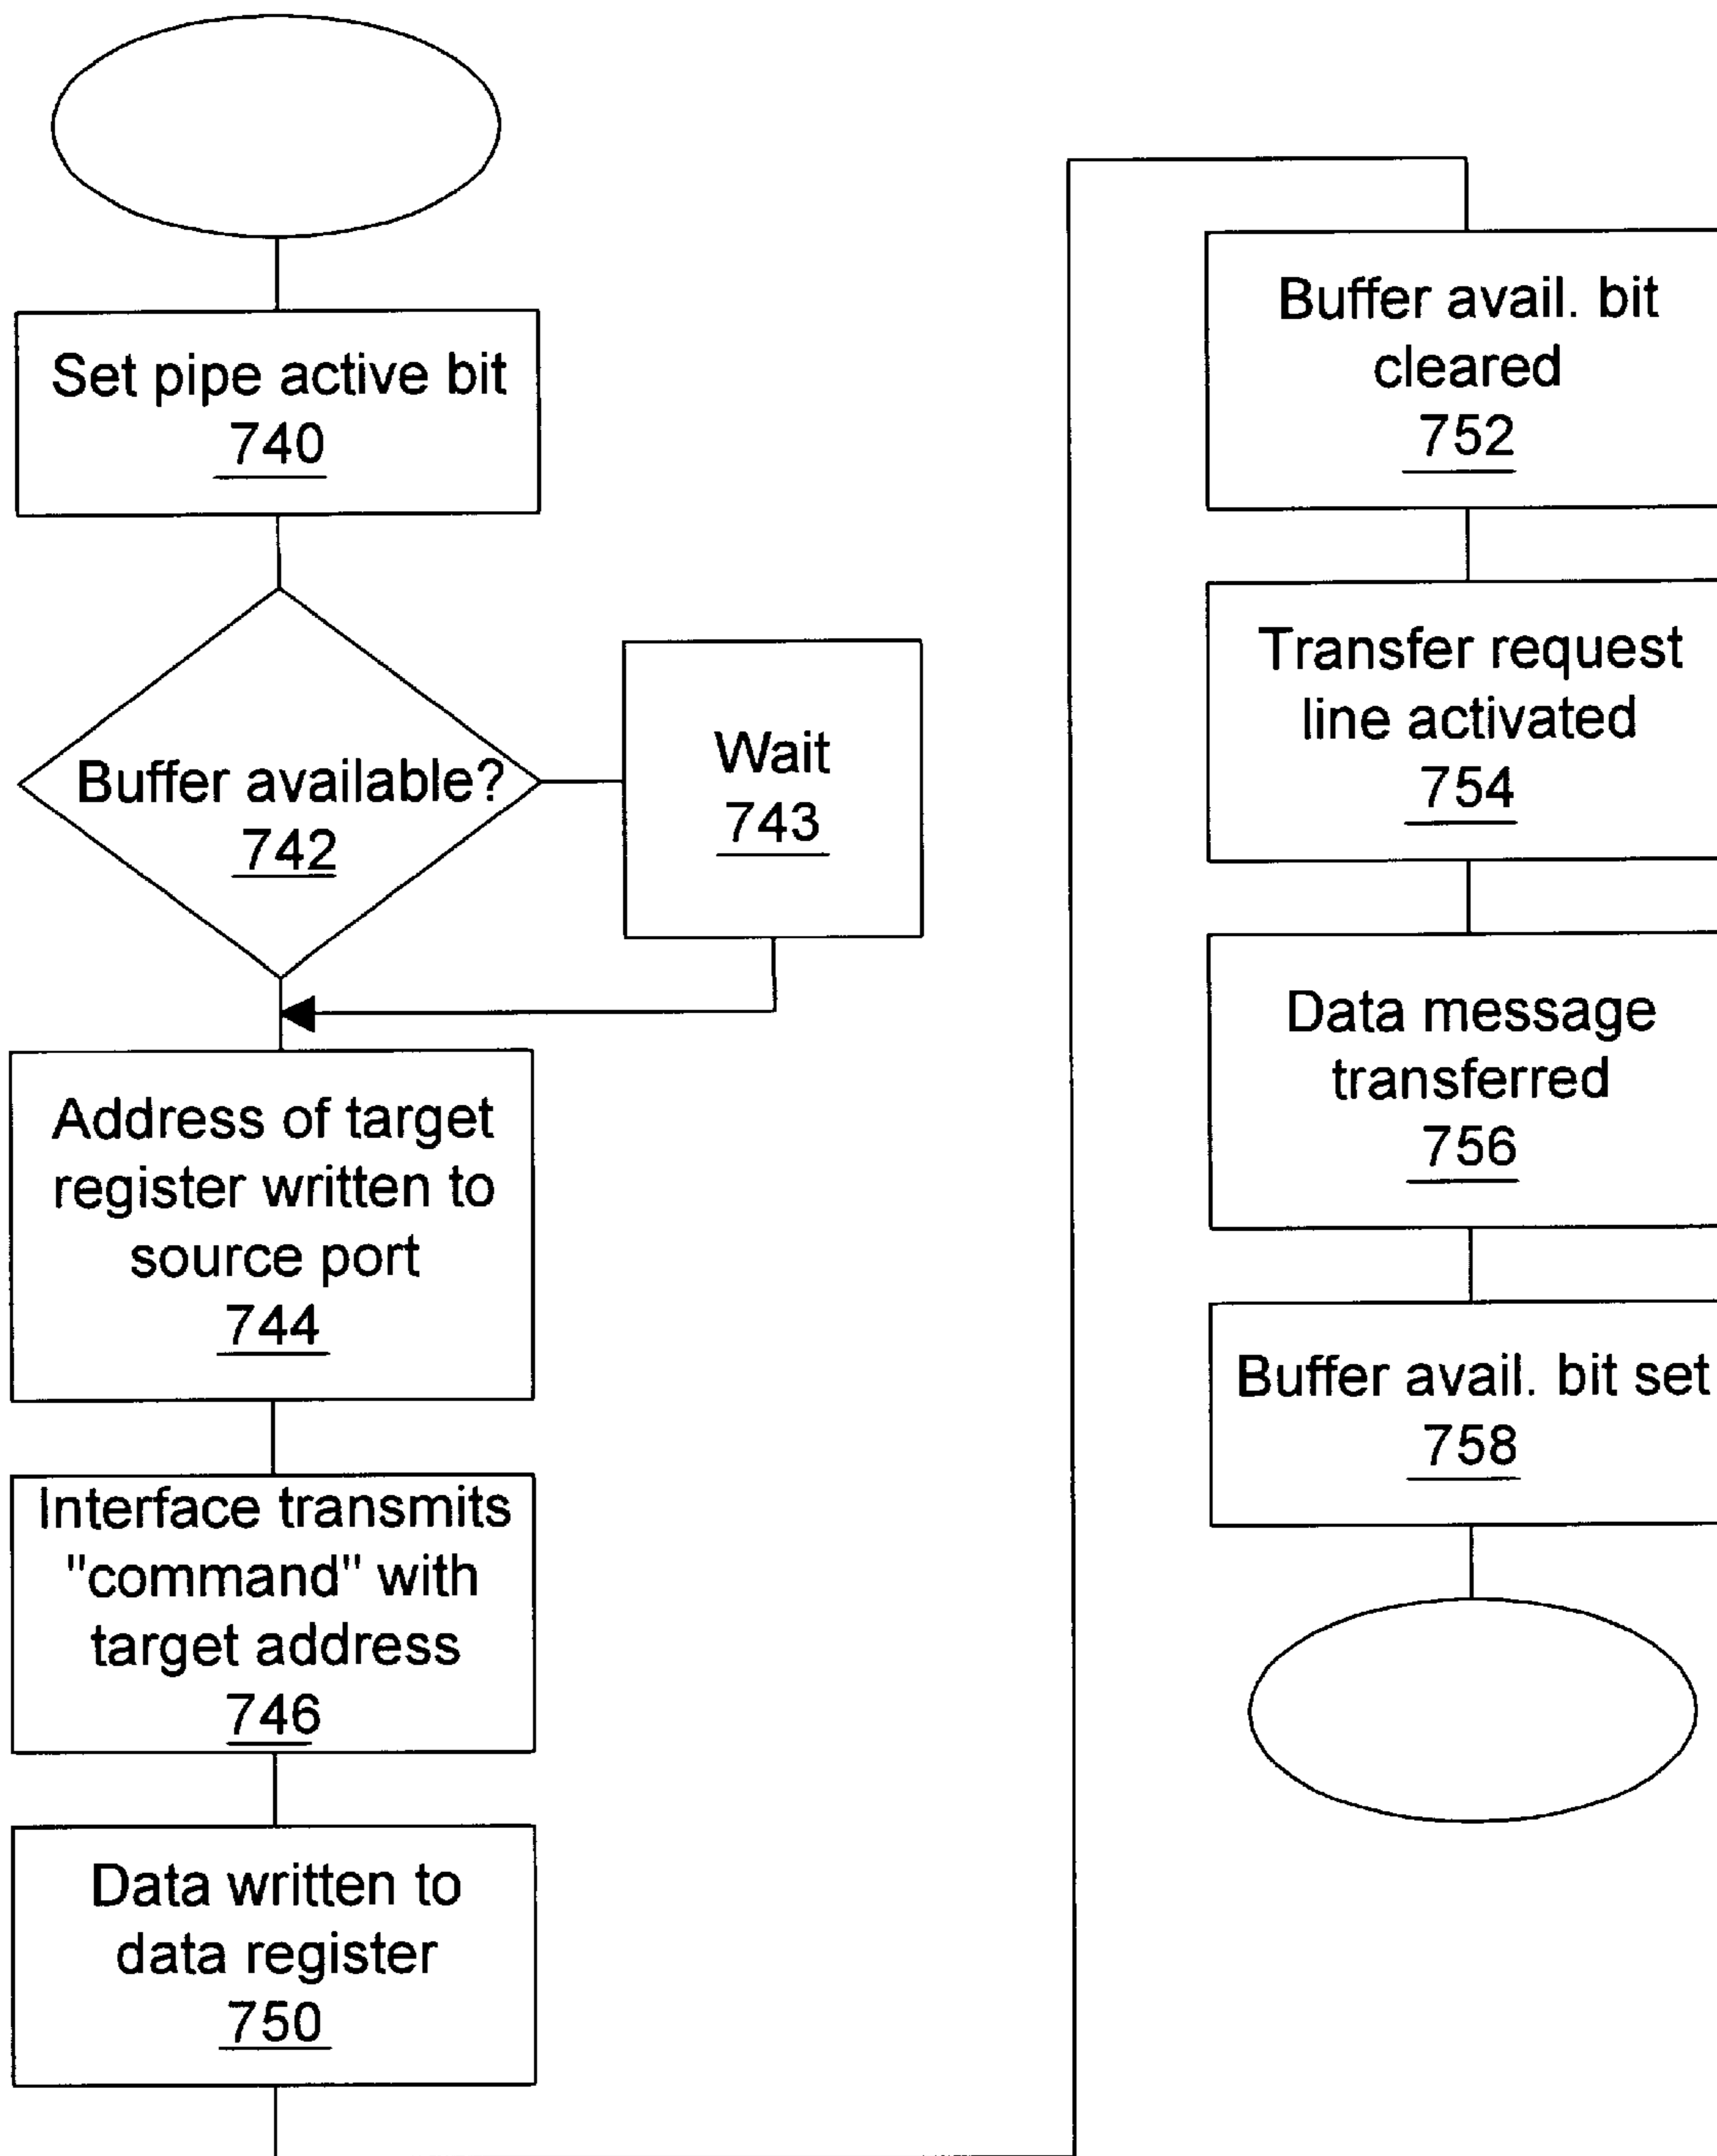 Set pipe active bit
740
Buffer available?
742
Wait
743
Address of target
register written to
source port
744
Interface transmits
"command" with
target address
746
Data written to
data register
750
Buffer avail. bit
cleared
752
Transfer request
line activated
754
Data message
transferred
756
Buffer avail. bit set
758